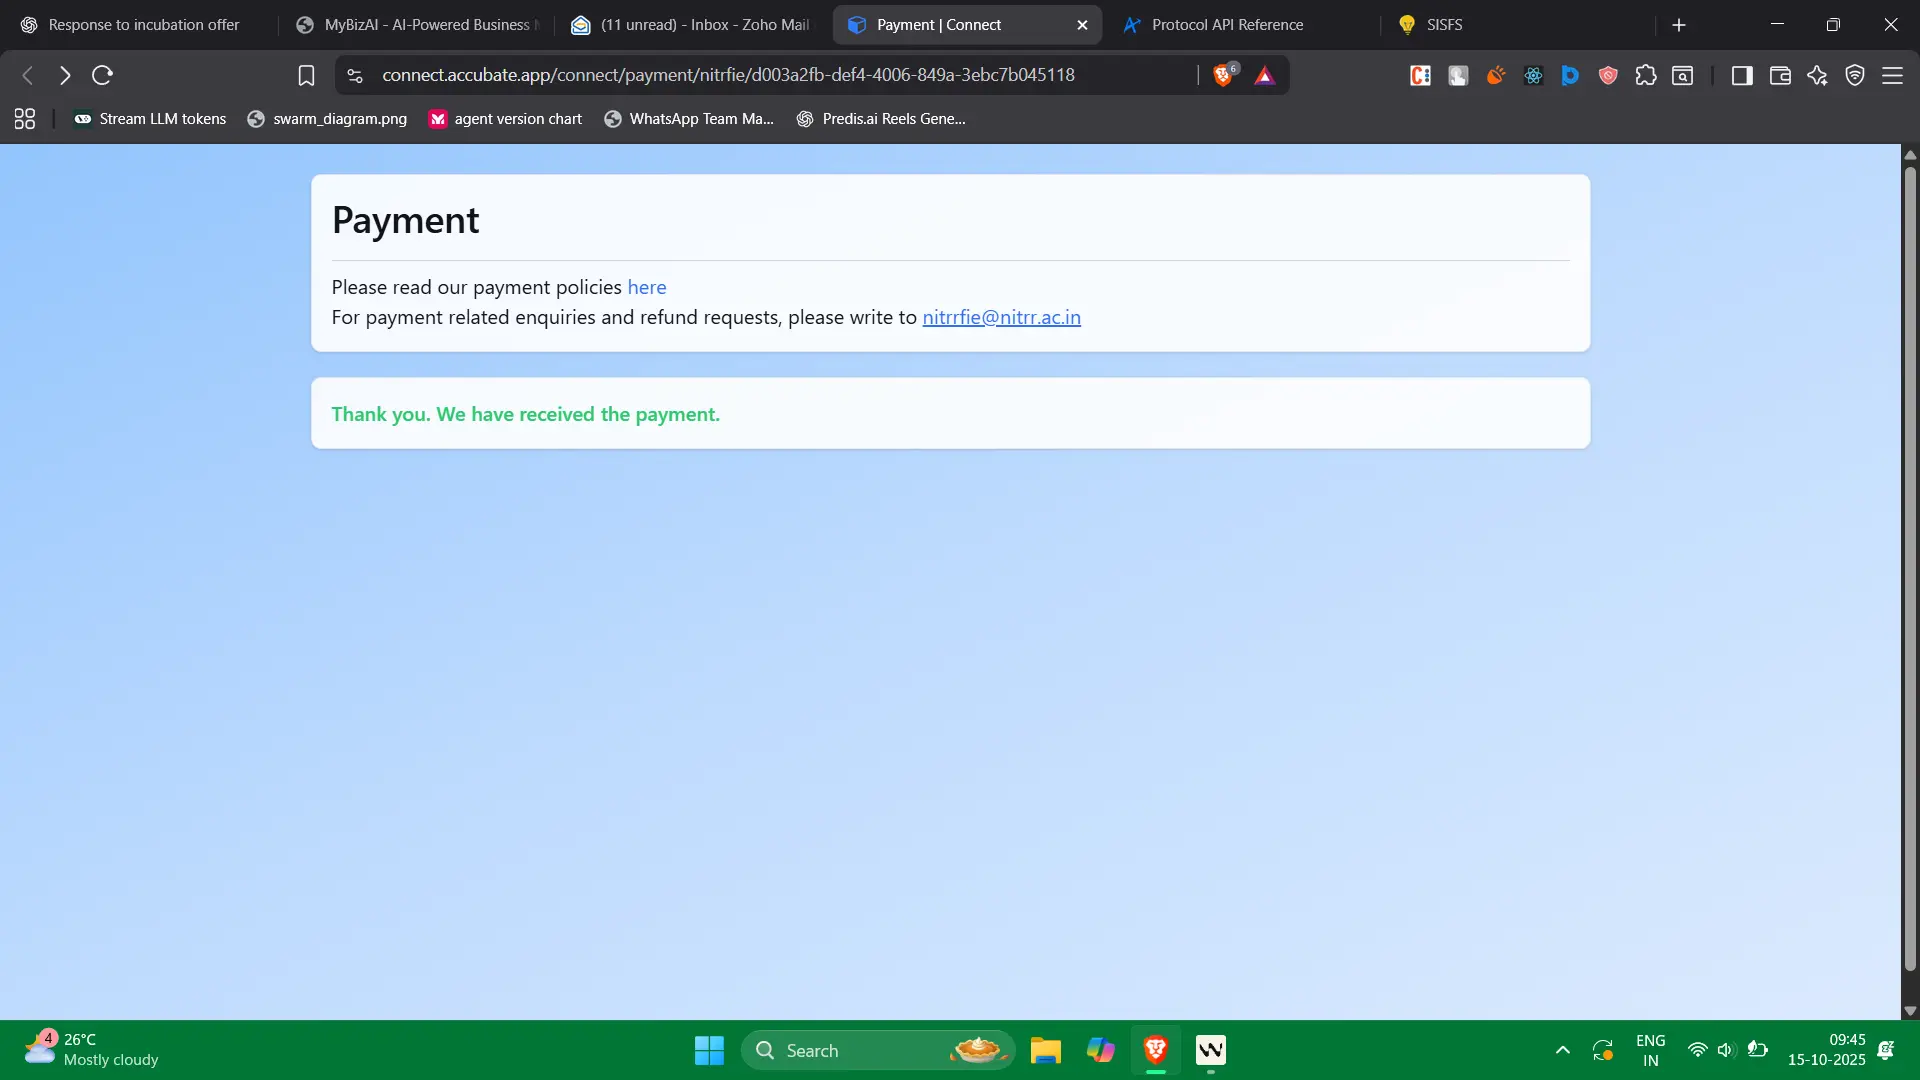 Response to incubation offer
MyBizAI - AI-Powered Business
(11 unread) - Inbox - Zoho Mail
Payment | Connect
Protocol API Reference
SISFS
connect.accubate.app/connect/payment/nitrfie/d003a2fb-def4-4006-849a-3ebc7b045118
6
Stream LLM tokens
swarm_diagram.png
agent version chart
WhatsApp Team Ma...
Predis.ai Reels Gene...
Payment
Please read our payment policies here
For payment related enquiries and refund requests, please write to nitrrfie@nitrr.ac.in
Thank you. We have received the payment.
4
26°C
Mostly cloudy
Search
ENG
IN
09:45
15-10-2025